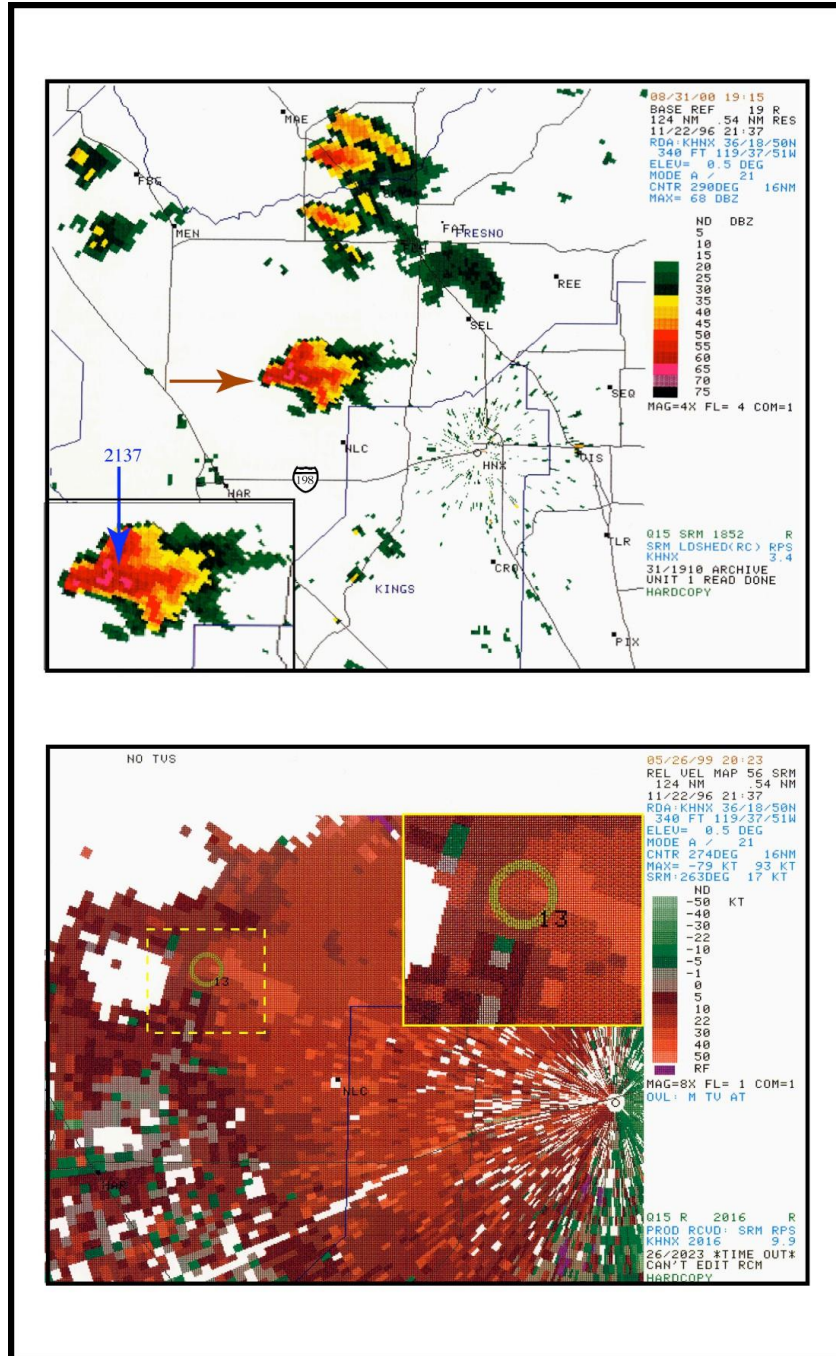 08/31/00 19:15
BASE REF 19 R
124 NM .54 NM RES
11/22/96 21:37
RDA:KHNX 36/18/50N
340 FT 119/37/51W
ELEV= 0.5 DEG
MODE A / 21
CNTR 290DEG 16NM
MAX= 68 DBZ
ND DBZ
5
10
15
20
25
30
35
40
45
50
55
60
65
70
75
MAG=4X FL= 4 COM=1
Q15 SRM 1852 R
SRM LDSHED(RC) RPS
KHNX 3.4
31/1910 ARCHIVE
UNIT 1 READ DONE
HARDCOPY
MAE
FBG
MEN
FAT
FRESNO
REE
SEL
SEQ
NLC
HNX
VIS
HAR
198
TLR
CRO
KINGS
PIX
2137
NO TVS
05/26/99 20:23
REL VEL MAP 56 SRM
124 NM .54 NM
11/22/96 21:37
RDA:KHNX 36/18/50N
340 FT 119/37/51W
ELEV= 0.5 DEG
MODE A / 21
CNTR 274DEG 16NM
MAX= -79 KT 93 KT
SRM:263DEG 17 KT
ND
-50 KT
-40
-30
-22
-10
-5
-1
0
5
10
22
30
40
50
RF
MAG=8X FL= 1 COM=1
OVL: M TV AT
Q15 R 2016 R
PROD RCVD: SRM RPS
KHNX 2016 9.9
26/2023 *TIME OUT*
CAN'T EDIT RCM
HARDCOPY
13
13
NLC
HAR